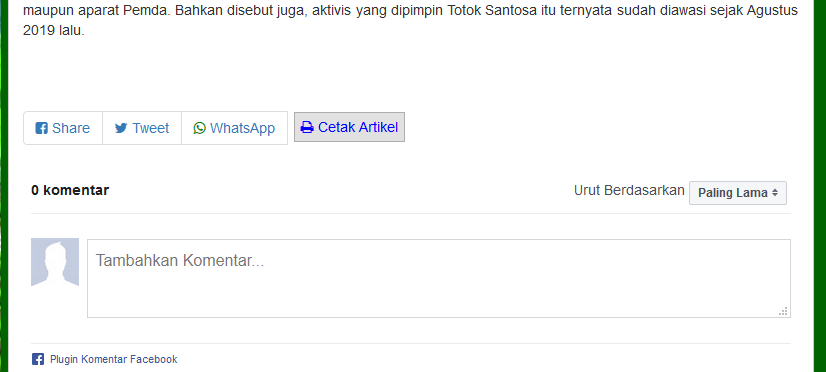 maupun aparat Pemda. Bahkan disebut juga, aktivis yang dipimpin Totok Santosa itu ternyata sudah diawasi sejak Agustus
2019 lalu.
Share Tweet WhatsApp Cetak Artikel
0 komentar Urut Berdasarkan Paling Lama
Tambahkan Komentar...
Plugin Komentar Facebook